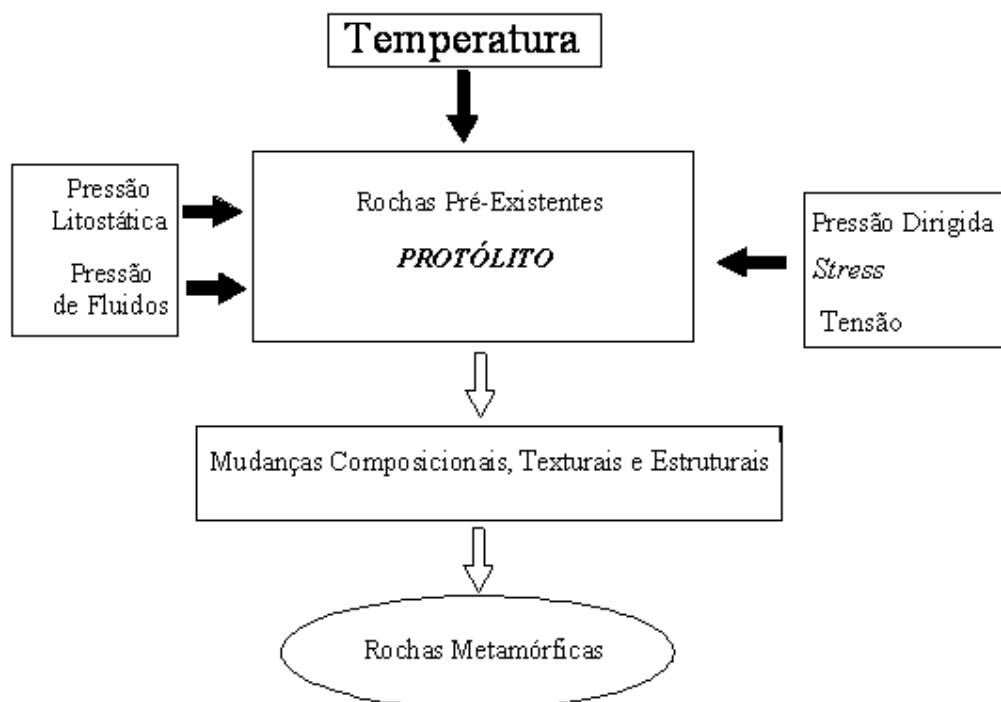 Temperatura
Pressão
Litostática
Pressão
de Fluidos
Rochas Pré-Existentes
PROTÓLITO
Pressão Dirigida
Stress
Tensão
Mudanças Composicionais, Texturais e Estruturais
Rochas Metamórficas